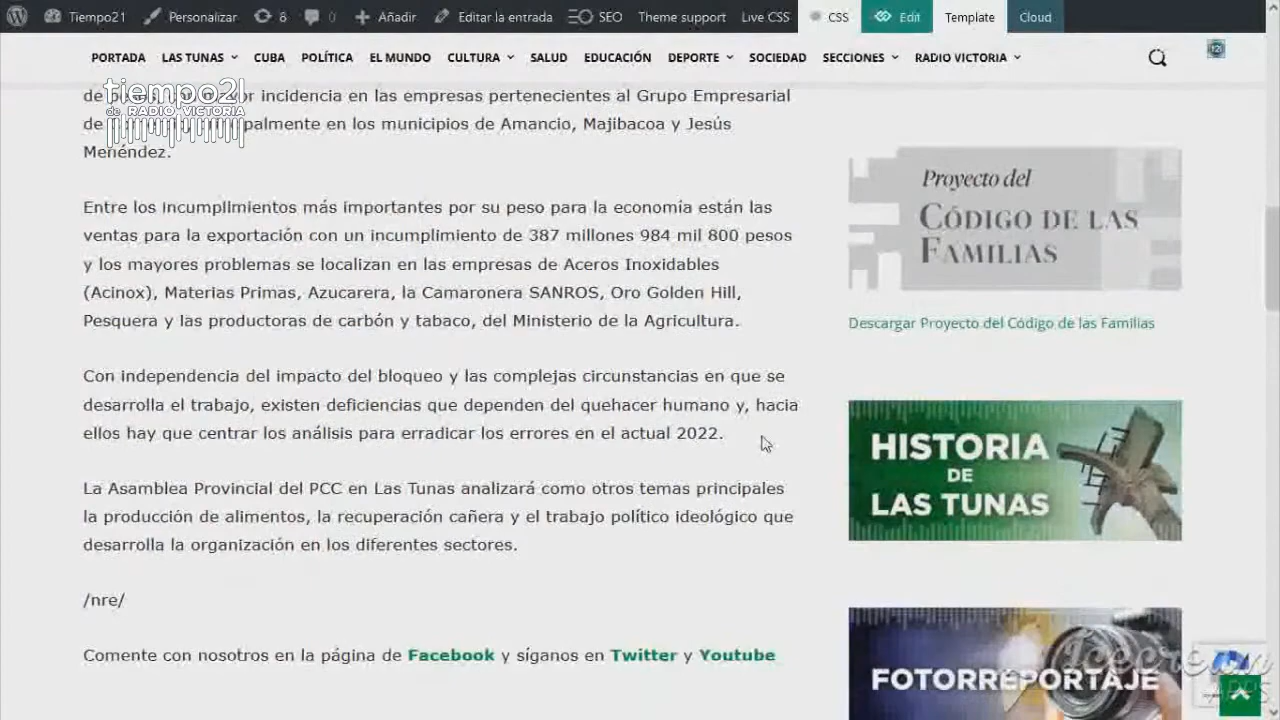 Tiempo21 Personalizar 8 0 Añadir Editar la entrada SEO Theme support Live CSS CSS Edit Template Cloud
PORTADA LAS TUNAS CUBA POLÍTICA EL MUNDO CULTURA SALUD EDUCACIÓN DEPORTE SOCIEDAD SECCIONES RADIO VICTORIA
tiempo21
de RADIO VICTORIA
de incidencia en las empresas pertenecientes al Grupo Empresarial
de en los municipios de Amancio, Majibacoa y Jesús
Menéndez.
Entre los incumplimientos más importantes por su peso para la economía están las
ventas para la exportación con un incumplimiento de 387 millones 984 mil 800 pesos
y los mayores problemas se localizan en las empresas de Aceros Inoxidables
(Acinox), Materias Primas, Azucarera, la Camaronera SANROS, Oro Golden Hill,
Pesquera y las productoras de carbón y tabaco, del Ministerio de la Agricultura.
Con independencia del impacto del bloqueo y las complejas circunstancias en que se
desarrolla el trabajo, existen deficiencias que dependen del quehacer humano y, hacia
ellos hay que centrar los análisis para erradicar los errores en el actual 2022.
La Asamblea Provincial del PCC en Las Tunas analizará como otros temas principales
la producción de alimentos, la recuperación cañera y el trabajo político ideológico que
desarrolla la organización en los diferentes sectores.
/nre/
Comente con nosotros en la página de Facebook y síganos en Twitter y Youtube
Proyecto del
CÓDIGO DE LAS
FAMILIAS
Descargar Proyecto del Código de las Familias
HISTORIA
DE
LAS TUNAS
FOTORREPORTAJE
Icecream
APPS